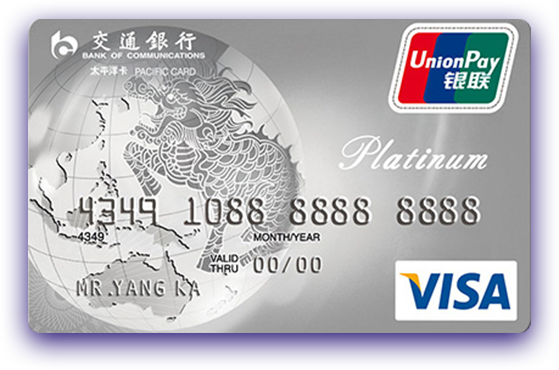 交通銀行
BANK OF COMMUNICATIONS
太平洋卡 PACIFIC CARD
UnionPay
银联
Platinum
4349 1088 8888 8888
4349
MONTH/YEAR
VALID THRU 00/00
MR.YANG KA
VISA